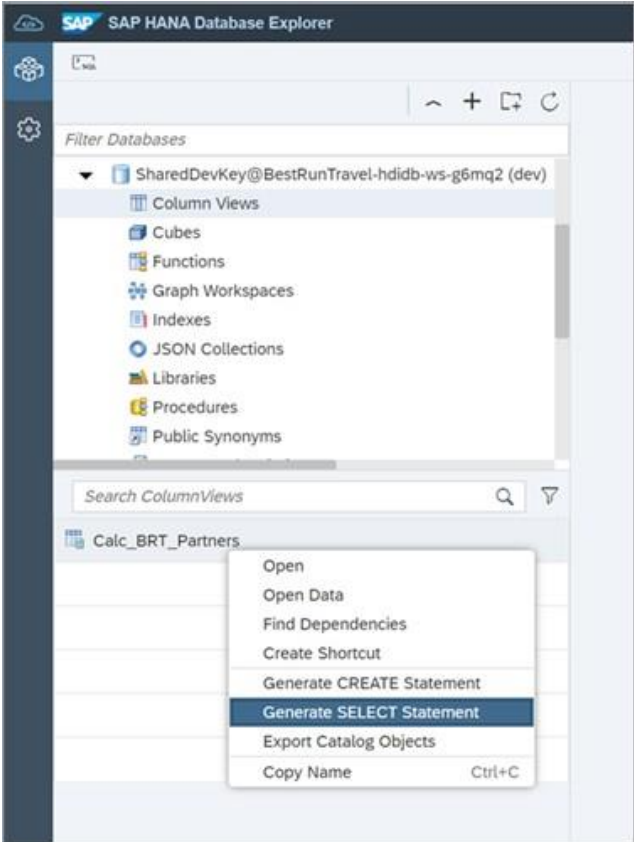 SAP SAP HANA Database Explorer
SQL
Filter Databases
SharedDevKey@BestRunTravel-hdidb-ws-g6mq2 (dev)
Column Views
Cubes
Functions
Graph Workspaces
Indexes
JSON Collections
Libraries
Procedures
Public Synonyms
Search ColumnViews
Calc_BRT_Partners
Open
Open Data
Find Dependencies
Create Shortcut
Generate CREATE Statement
Generate SELECT Statement
Export Catalog Objects
Copy Name Ctrl+C